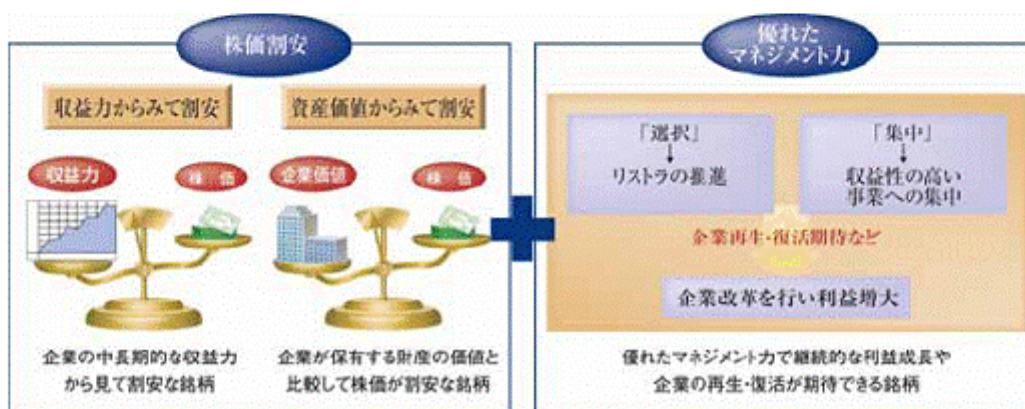 株価割安
収益力からみて割安
資産価値からみて割安
収益力
株価
企業価値
株価
企業の中長期的な収益力
から見て割安な銘柄
企業が保有する財産の価値と
比較して株価が割安な銘柄
優れた
マネジメント力
「選択」
リストラの推進
「集中」
収益性の高い
事業への集中
企業再生・復活期待など
企業改革を行い利益増大
優れたマネジメント力で継続的な利益成長や
企業の再生・復活が期待できる銘柄